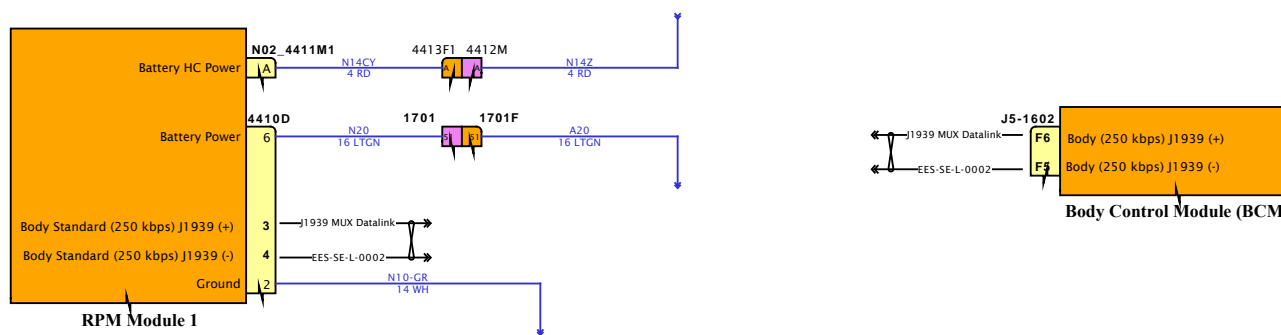 N02_4411M1
4413F1 4412M
Battery HC Power A N14CY A A N14Z
4 RD 4 RD
4410D 1701 1701F J5-1602
Battery Power 6 N20 51 51 A20
16 LTGN 16 LTGN
J1939 MUX Datalink F6 Body (250 kbps) J1939 (+)
EES-SE-L-0002 F5 Body (250 kbps) J1939 (-)
Body Control Module (BCM
Body Standard (250 kbps) J1939 (+) 3 J1939 MUX Datalink
Body Standard (250 kbps) J1939 (-) 4 EES-SE-L-0002
Ground 2 N10-GR
14 WH
RPM Module 1